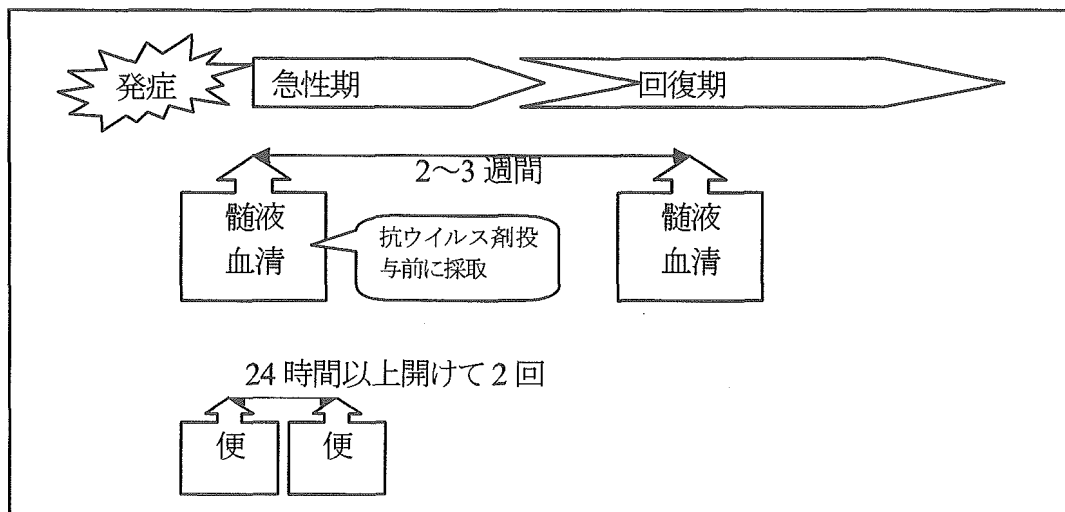 発症
急性期
回復期
2～3 週間
髄液
血清
抗ウイルス剤投
与前に採取
髄液
血清
24 時間以上開けて 2 回
便
便